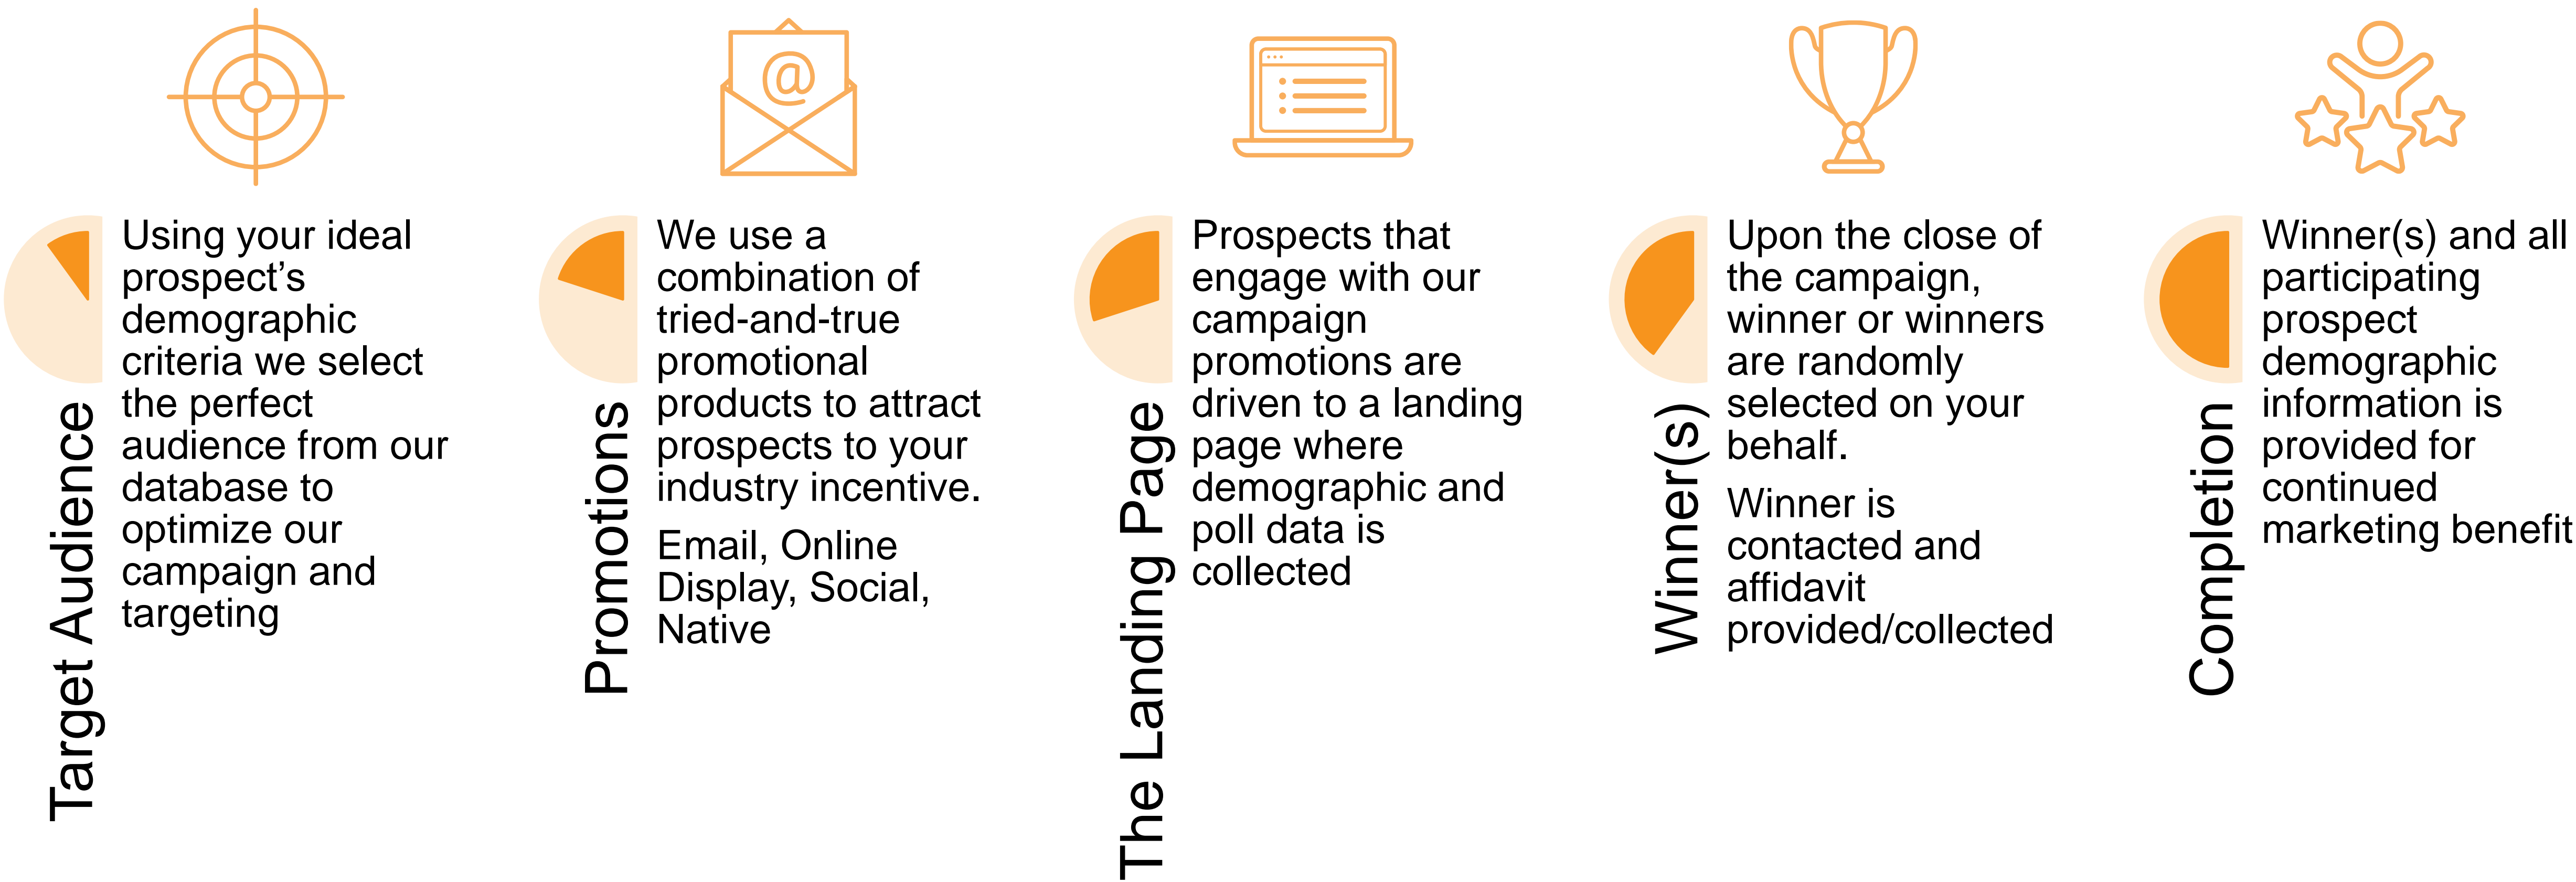 @
Target Audience
Using your ideal
prospect’s
demographic
criteria we select
the perfect
audience from our
database to
optimize our
campaign and
targeting
Promotions
We use a
combination of
tried-and-true
promotional
products to attract
prospects to your
industry incentive.
Email, Online
Display, Social,
Native
The Landing Page
Prospects that
engage with our
campaign
promotions are
driven to a landing
page where
demographic and
poll data is
collected
Winner(s)
Upon the close of
the campaign,
winner or winners
are randomly
selected on your
behalf.
Winner is
contacted and
affidavit
provided/collected
Completion
Winner(s) and all
participating
prospect
demographic
information is
provided for
continued
marketing benefit